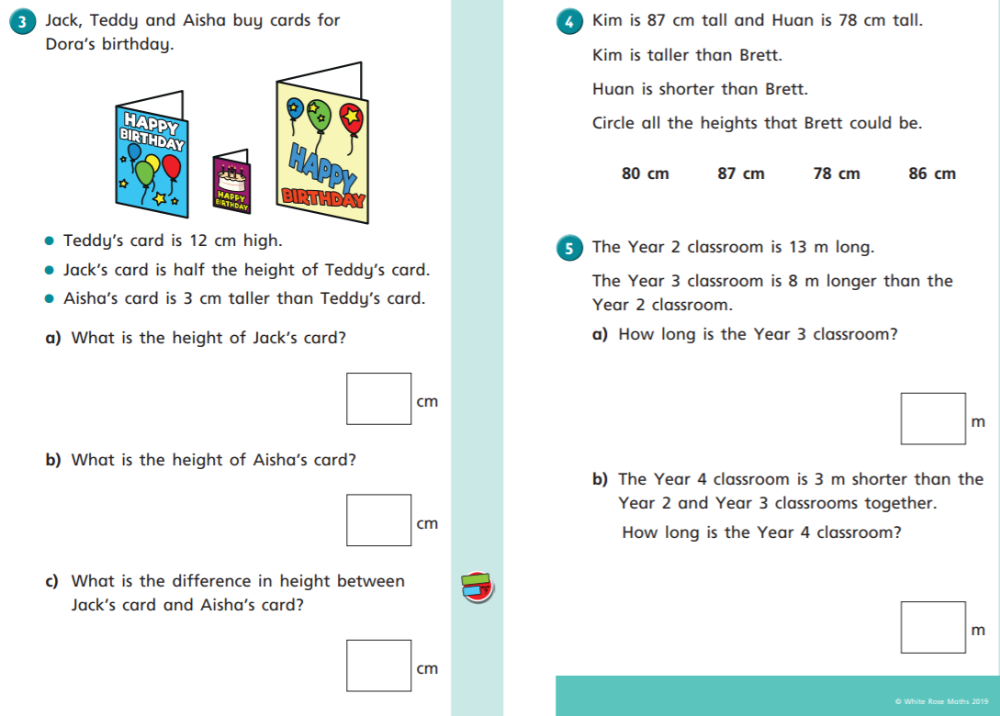 3 Jack, Teddy and Aisha buy cards for
Dora's birthday.
HAPPY
BIRTHDAY
HAPPY
BIRTHDAY
HAPPY
BIRTHDAY
• Teddy's card is 12 cm high.
• Jack's card is half the height of Teddy's card.
• Aisha's card is 3 cm taller than Teddy's card.
a) What is the height of Jack's card?
cm
b) What is the height of Aisha's card?
cm
c) What is the difference in height between
Jack's card and Aisha's card?
cm
4 Kim is 87 cm tall and Huan is 78 cm tall.
Kim is taller than Brett.
Huan is shorter than Brett.
Circle all the heights that Brett could be.
80 cm 87 cm 78 cm 86 cm
5 The Year 2 classroom is 13 m long.
The Year 3 classroom is 8 m longer than the
Year 2 classroom.
a) How long is the Year 3 classroom?
m
b) The Year 4 classroom is 3 m shorter than the
Year 2 and Year 3 classrooms together.
How long is the Year 4 classroom?
m
© White Rose Maths 2019